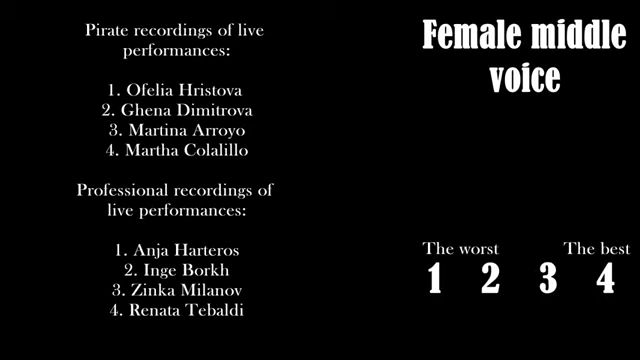 Pirate recordings of live
performances:
1. Ofelia Hristova
2. Ghena Dimitrova
3. Martina Arroyo
4. Martha Colalillo
Professional recordings of
live performances:
1. Anja Harteros
2. Inge Borkh
3. Zinka Milanov
4. Renata Tebaldi
Female middle
voice
The worst The best
1 2 3 4